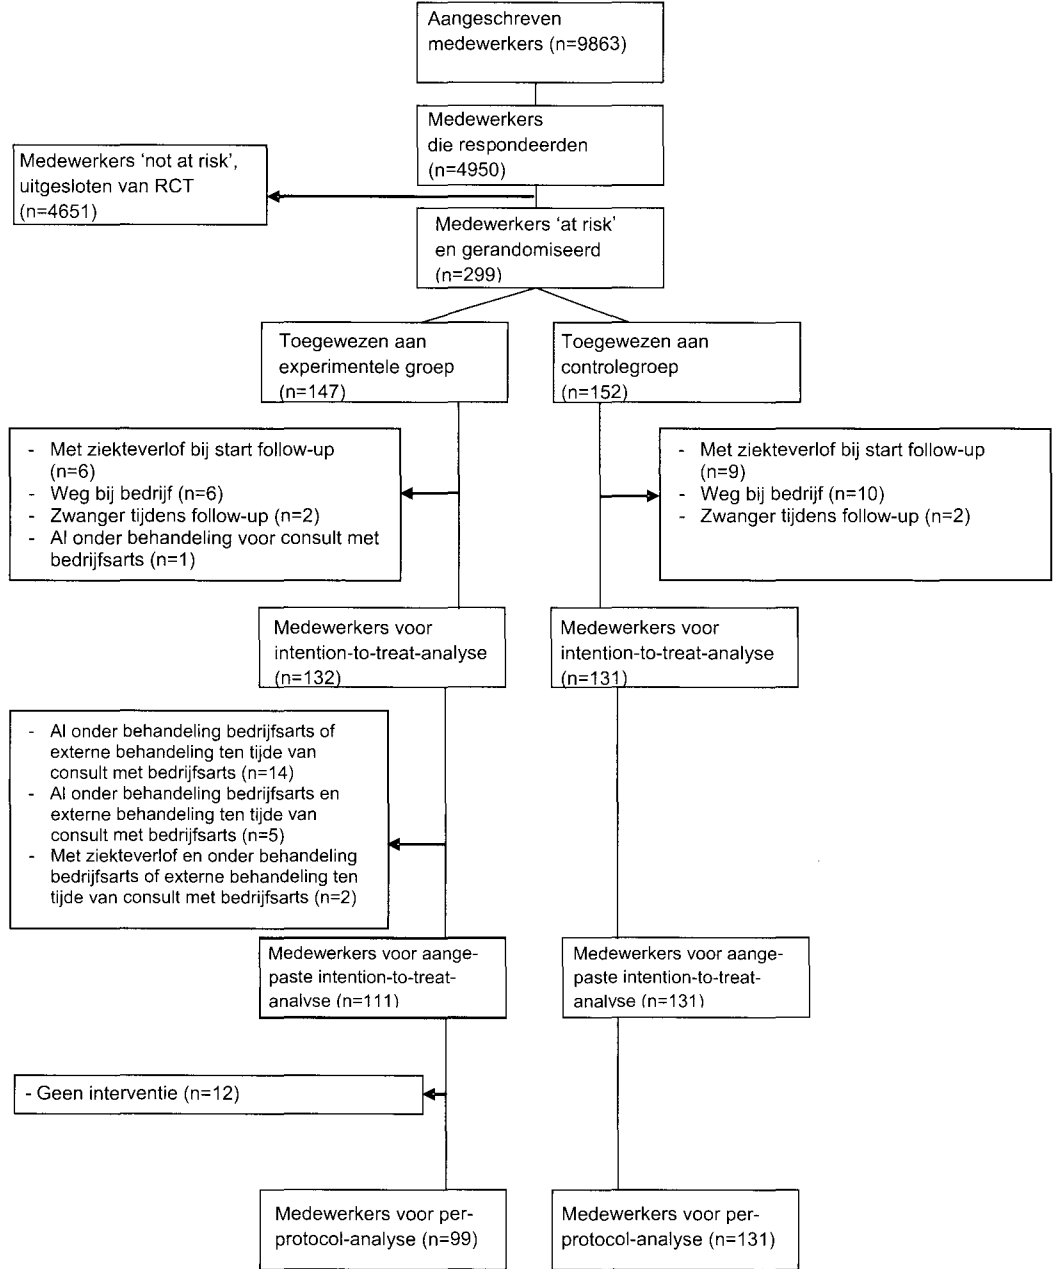 Aangeschreven
medewerkers (n=9863)
Medewerkers
die respondeerden
(n=4950)
Medewerkers ‘not at risk’,
uitgesloten van RCT
(n=4651)
Medewerkers ‘at risk’
en gerandomiseerd
(n=299)
Toegewezen aan
experimentele groep
(n=147)
Toegewezen aan
controlegroep
(n=152)
- Met ziekteverlof bij start follow-up
(n=6)
- Weg bij bedrijf (n=6)
- Zwanger tijdens follow-up (n=2)
- Al onder behandeling voor consult met
bedrijfsarts (n=1)
- Met ziekteverlof bij start follow-up
(n=9)
- Weg bij bedrijf (n=10)
- Zwanger tijdens follow-up (n=2)
Medewerkers voor
intention-to-treat-analyse
(n=132)
Medewerkers voor
intention-to-treat-analyse
(n=131)
- Al onder behandeling bedrijfsarts of
externe behandeling ten tijde van
consult met bedrijfsarts (n=14)
- Al onder behandeling bedrijfsarts en
externe behandeling ten tijde van
consult met bedrijfsarts (n=5)
- Met ziekteverlof en onder behandeling
bedrijfsarts of externe behandeling ten
tijde van consult met bedrijfsarts (n=2)
Medewerkers voor aange-
paste intention-to-treat-
analyse (n=111)
Medewerkers voor aange-
paste intention-to-treat-
analyse (n=131)
- Geen interventie (n=12)
Medewerkers voor per-
protocol-analyse (n=99)
Medewerkers voor per-
protocol-analyse (n=131)